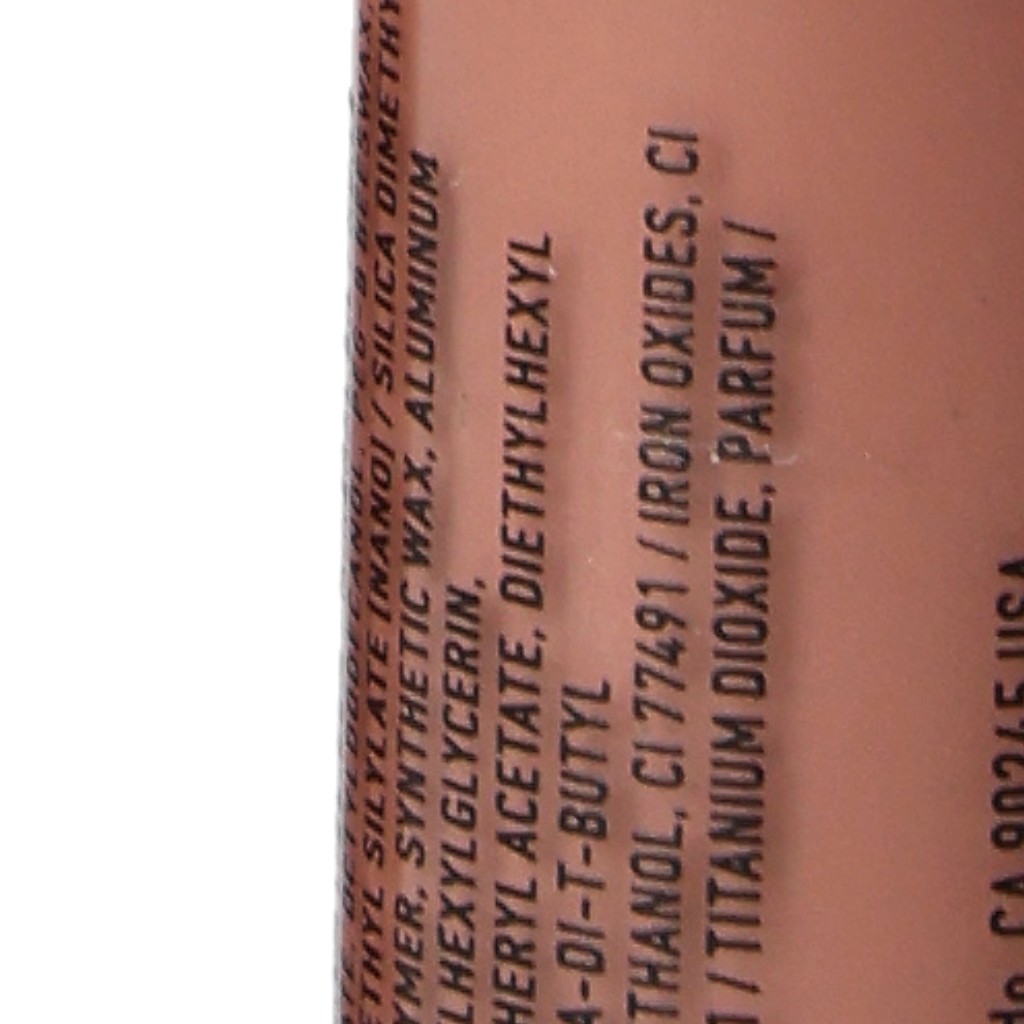 THYL SILYLATE [NANO] / SILICA DIMETHY
YMER, SYNTHETIC WAX, ALUMINUM
LHEXYLGLYCERIN,
HERYL ACETATE, DIETHYLHEXYL
A-DI-T-BUTYL
THANOL, CI 77491 / IRON OXIDES, CI
/ TITANIUM DIOXIDE, PARFUM /
CA 90245 USA